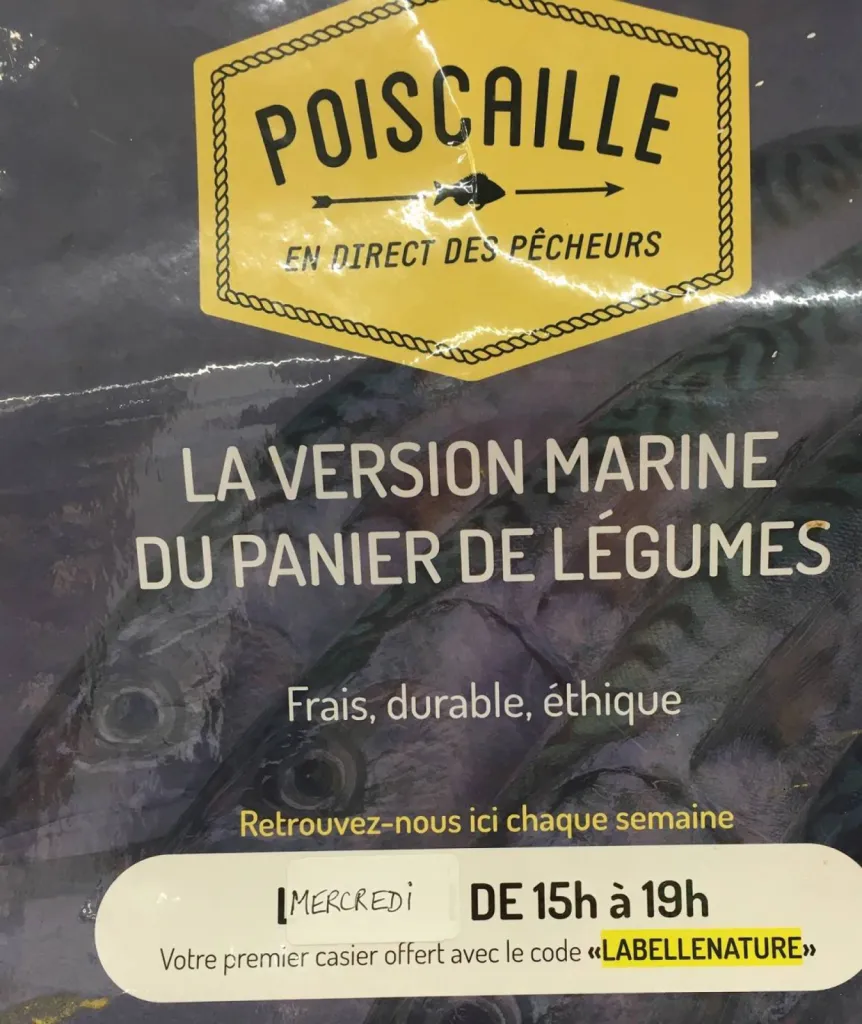 POISCAILLE
EN DIRECT DES PÊCHEURS
LA VERSION MARINE
DU PANIER DE LÉGUMES
Frais, durable, éthique
Retrouvez-nous ici chaque semaine
MERCREDI DE 15h à 19h
Votre premier casier offert avec le code «LABELLENATURE»